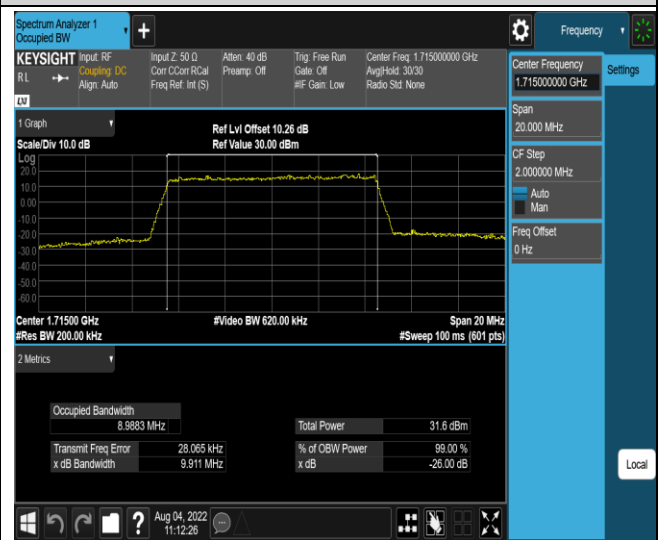 Spectrum Analyzer 1
Occupied BW
+
Frequency
KEYSIGHT
RL
LXI
Input: RF
Coupling: DC
Align: Auto
Input Z: 50 Ω
Corr CCorr RCal
Freq Ref: Int (S)
Atten: 40 dB
Preamp: Off
Trig: Free Run
Gate: Off
#IF Gain: Low
Center Freq: 1.715000000 GHz
Avg|Hold: 30/30
Radio Std: None
Center Frequency
1.715000000 GHz
Settings
Span
20.000 MHz
CF Step
2.000000 MHz
Auto
Man
Freq Offset
0 Hz
Local
1 Graph
Scale/Div 10.0 dB
Ref Lvl Offset 10.26 dB
Ref Value 30.00 dBm
Log
20.0
10.0
0.00
-10.0
-20.0
-30.0
-40.0
-50.0
-60.0
Center 1.71500 GHz
#Res BW 200.00 kHz
#Video BW 620.00 kHz
Span 20 MHz
#Sweep 100 ms (601 pts)
2 Metrics
Occupied Bandwidth
8.9883 MHz
Transmit Freq Error 28.065 kHz
x dB Bandwidth 9.911 MHz
Total Power 31.6 dBm
% of OBW Power 99.00 %
x dB -26.00 dB
?
Aug 04, 2022
11:12:26